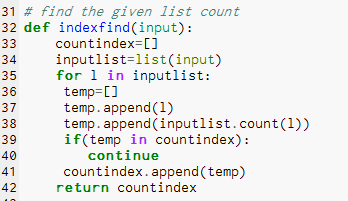 31 # find the given list count
32 def indexfind(input):
33     countindex=[]
34     inputlist=list(input)
35     for l in inputlist:
36      temp=[]
37      temp.append(l)
38      temp.append(inputlist.count(l))
39      if(temp in countindex):
40         continue
41      countindex.append(temp)
42     return countindex